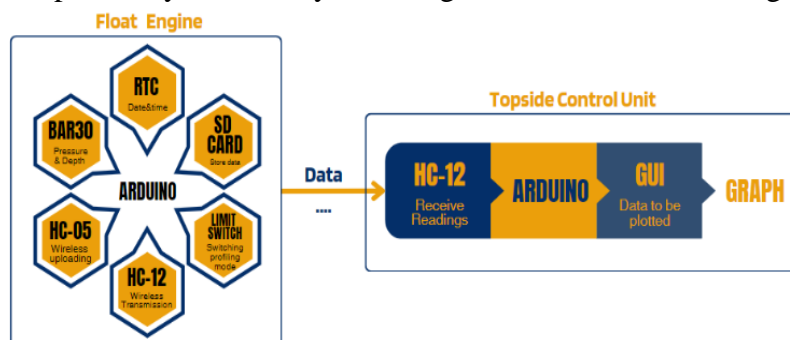 Float Engine
RTC
Date&time
BAR30
Pressure
& Depth
SD
CARD
Store data
ARDUINO
HC-05
Wireless
uploading
LIMIT
SWITCH
Switching
profiling
mode
HC-12
Wireless
Transmission
Data
....
Topside Control Unit
HC-12
Receive
Readings
ARDUINO
GUI
Data to be
plotted
GRAPH